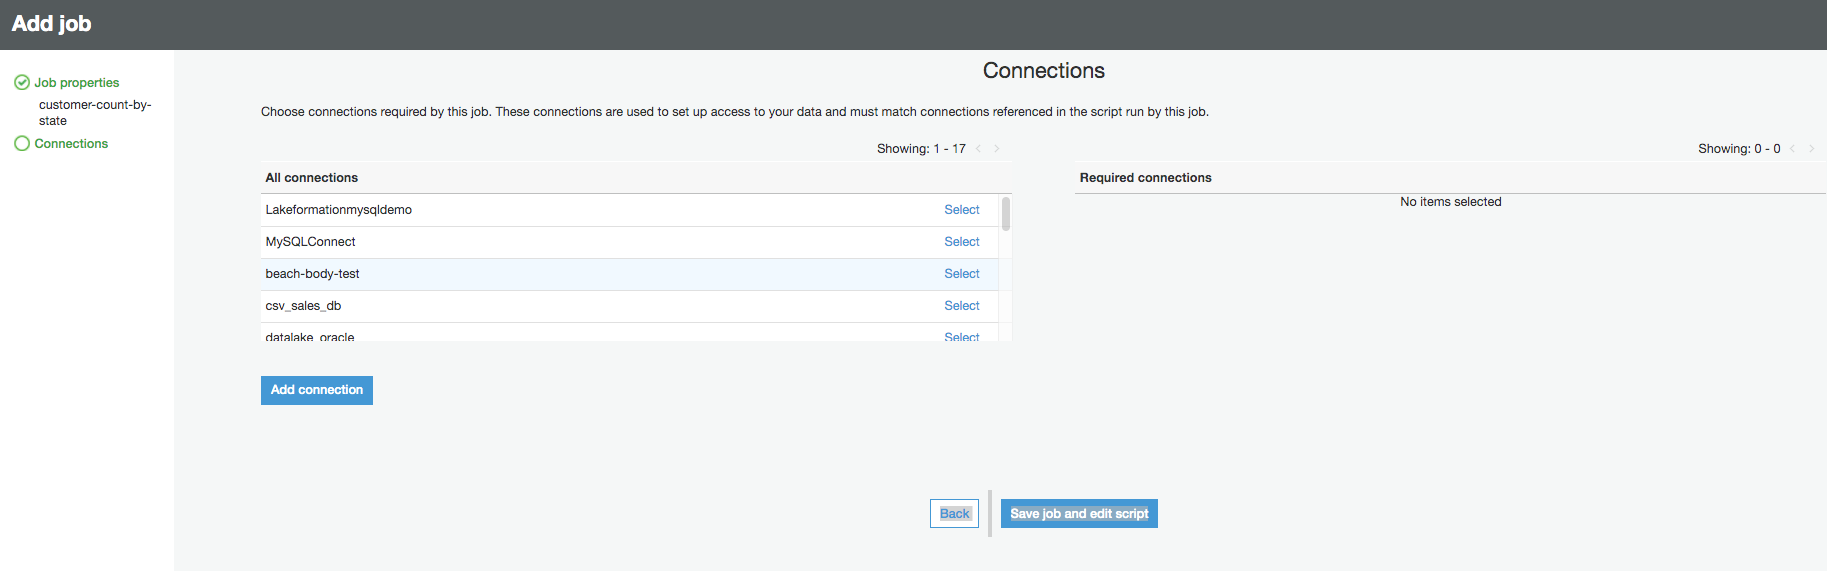 Add job
Job properties
customer-count-by-
state
Connections
Connections
Choose connections required by this job. These connections are used to set up access to your data and must match connections referenced in the script run by this job.
Showing: 1 - 17 < >
All connections
Lakeformationmysqldemo Select
MySQLConnect Select
beach-body-test Select
csv_sales_db Select
datalake_oracle Select
Add connection
Showing: 0 - 0 < >
Required connections
No items selected
Back
Save job and edit script